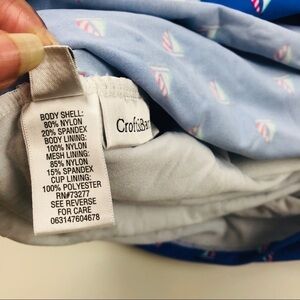 BODY SHELL:
80% NYLON
20% SPANDEX
BODY LINING:
100% NYLON
MESH LINING:
85% NYLON
15% SPANDEX
CUP LINING:
100% POLYESTER
RN#73277
SEE REVERSE
FOR CARE
063147604678